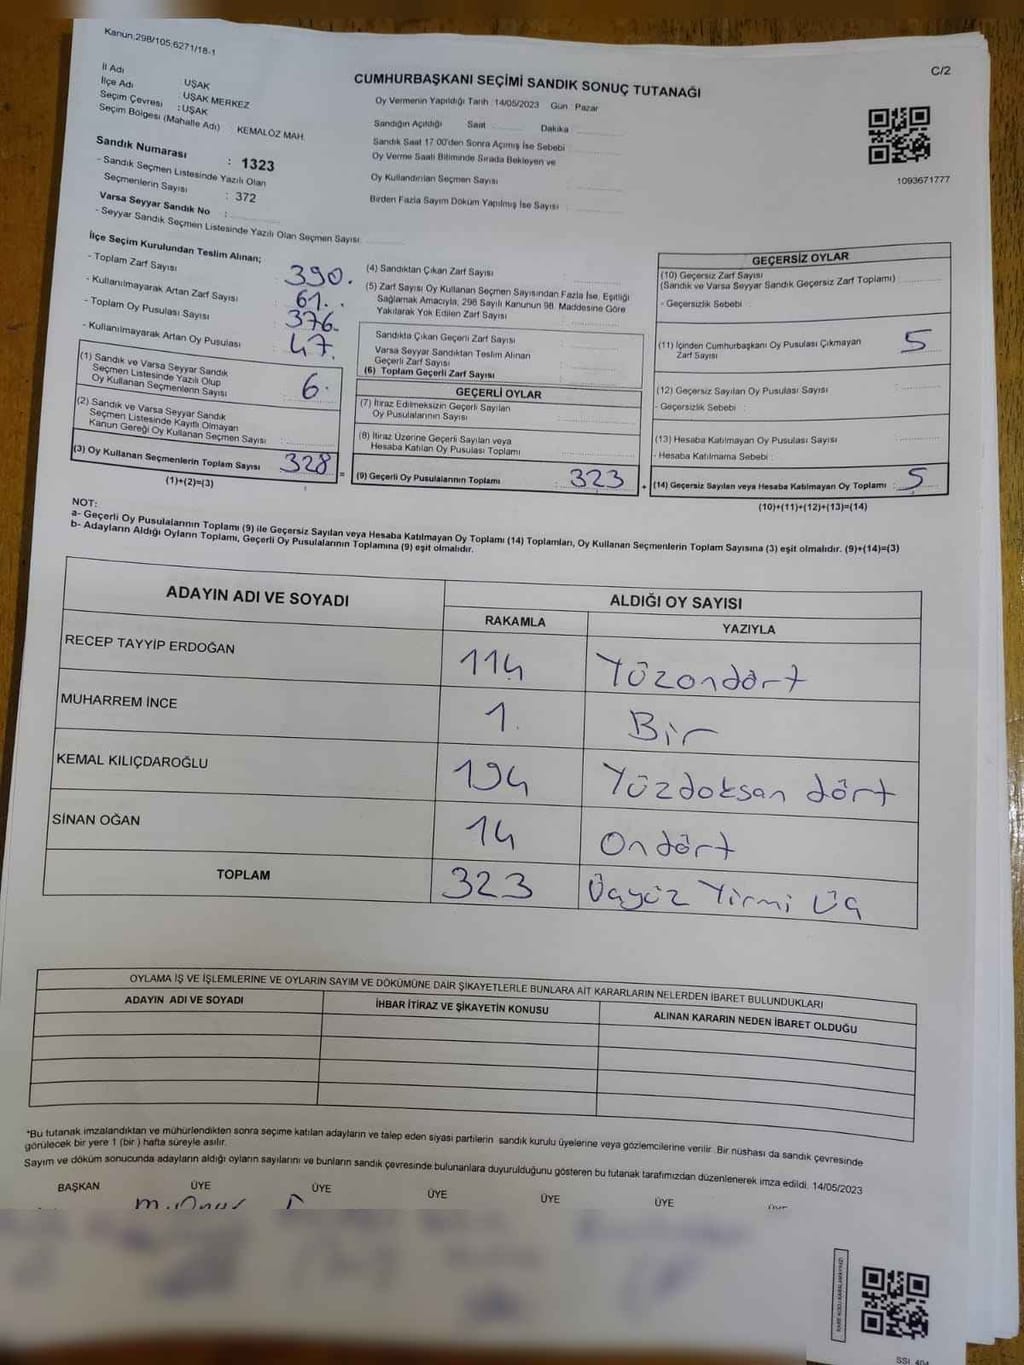 Kanun;298/105,6271/18-1
C/2
CUMHURBAŞKANI SEÇİMİ SANDIK SONUÇ TUTANAĞI
İl Adı UŞAK
İlçe Adı : UŞAK MERKEZ
Seçim Çevresi : UŞAK
Seçim Bölgesi (Mahalle Adı) KEMALÖZ MAH.
Sandık Numarası : 1323
- Sandık Seçmen Listesinde Yazılı Olan
Seçmenlerin Sayısı : 372
Varsa Seyyar Sandık No :
- Seyyar Sandık Seçmen Listesinde Yazılı Olan Seçmen Sayısı:
Oy Vermenin Yapıldığı Tarih :14/05/2023 Gün Pazar
Sandığın Açıldığı Saat Dakika
Sandık Saat 17 00'den Sonra Açımış İse Sebebi
Oy Verme Saati Bitiminde Sırada Bekleyen ve
Oy Kullandırılan Seçmen Sayısı
Birden Fazla Sayım Döküm Yapılmış İse Sayısı
1093671777
İlçe Seçim Kurulundan Teslim Alınan;
- Toplam Zarf Sayısı 390.
- Kullanılmayarak Artan Zarf Sayısı 61.
- Toplam Oy Pusulası Sayısı 376.
- Kullanılmayarak Artan Oy Pusulası 47.
(1) Sandık ve Varsa Seyyar Sandık
Seçmen Listesinde Yazılı Olup
Oy Kullanan Seçmenlerin Sayısı 6.
(2) Sandık ve Varsa Seyyar Sandık
Seçmen Listesinde Kayıtlı Olmayan
Kanun Gereği Oy Kullanan Seçmen Sayısı :
(3) Oy Kullanan Seçmenlerin Toplam Sayısı 328 =
(1)+(2)=(3)
(4) Sandıktan Çıkan Zarf Sayısı
(5) Zarf Sayısı Oy Kullanan Seçmen Sayısından Fazla İse, Eşitliği
Sağlamak Amacıyla, 298 Sayılı Kanunun 98. Maddesine Göre
Yakılarak Yok Edilen Zarf Sayısı
Sandıkta Çıkan Geçerli Zarf Sayısı
Varsa Seyyar Sandıktan Teslim Alınan
Geçerli Zarf Sayısı
(6) Toplam Geçerli Zarf Sayısı
GEÇERLİ OYLAR
(7) İtiraz Edilmeksizin Geçerli Sayılan
Oy Pusulalarının Sayısı
(8) İtiraz Üzerine Geçerli Sayılan veya
Hesaba Katılan Oy Pusulaları Toplamı
(9) Geçerli Oy Pusulalarının Toplamı : 323 +
GEÇERSİZ OYLAR
(10) Geçersiz Zarf Sayısı
(Sandık ve Varsa Seyyar Sandık Geçersiz Zarf Toplamı)
- Geçersizlik Sebebi :
(11) İçinden Cumhurbaşkanı Oy Pusulası Çıkmayan
Zarf Sayısı 5
(12) Geçersiz Sayılan Oy Pusulası Sayısı
- Geçersizlik Sebebi :
(13) Hesaba Katılmayan Oy Pusulası Sayısı
- Hesaba Katılmama Sebebi :
(14) Geçersiz Sayılan veya Hesaba Katılmayan Oy Toplamı : 5
(10)+(11)+(12)+(13)=(14)
NOT:
a- Geçerli Oy Pusulalarının Toplamı (9) ile Geçersiz Sayılan veya Hesaba Katılmayan Oy Toplamı (14) Toplamları, Oy Kullanan Seçmenlerin Toplam Sayısına (3) eşit olmalıdır. (9)+(14)=(3)
b- Adayların Aldığı Oyların Toplamı, Geçerli Oy Pusulalarının Toplamına (9) eşit olmalıdır.
ADAYIN ADI VE SOYADI ALDIĞI OY SAYISI
RAKAMLA YAZIYLA
RECEP TAYYİP ERDOĞAN 114 Yüzondört
MUHARREM İNCE 1. Bir
KEMAL KILIÇDAROĞLU 194 Yüzdoksan dört
SİNAN OĞAN 14 Ondört
TOPLAM 323 Üçyüz Yirmi üç
OYLAMA İŞ VE İŞLEMLERİNE VE OYLARIN SAYIM VE DÖKÜMÜNE DAİR ŞİKAYETLERLE BUNLARA AİT KARARLARIN NELERDEN İBARET BULUNDUKLARI
ADAYIN ADI VE SOYADI İHBAR İTİRAZ VE ŞİKAYETİN KONUSU ALINAN KARARIN NEDEN İBARET OLDUĞU
*Bu tutanak imzalandıktan ve mühürlendikten sonra seçime katılan adayların ve talep eden siyasi partilerin sandık kurulu üyelerine veya gözlemcilerine verilir. Bir nüshası da sandık çevresinde
görülecek bir yere 1 (bir ) hafta süreyle asılır.
Sayım ve döküm sonucunda adayların aldığı oyların sayılarını ve bunların sandık çevresinde bulunanlara duyurulduğunu gösteren bu tutanak tarafımızdan düzenlenerek imza edildi. 14/05/2023
BAŞKAN ÜYE ÜYE ÜYE ÜYE ÜYE